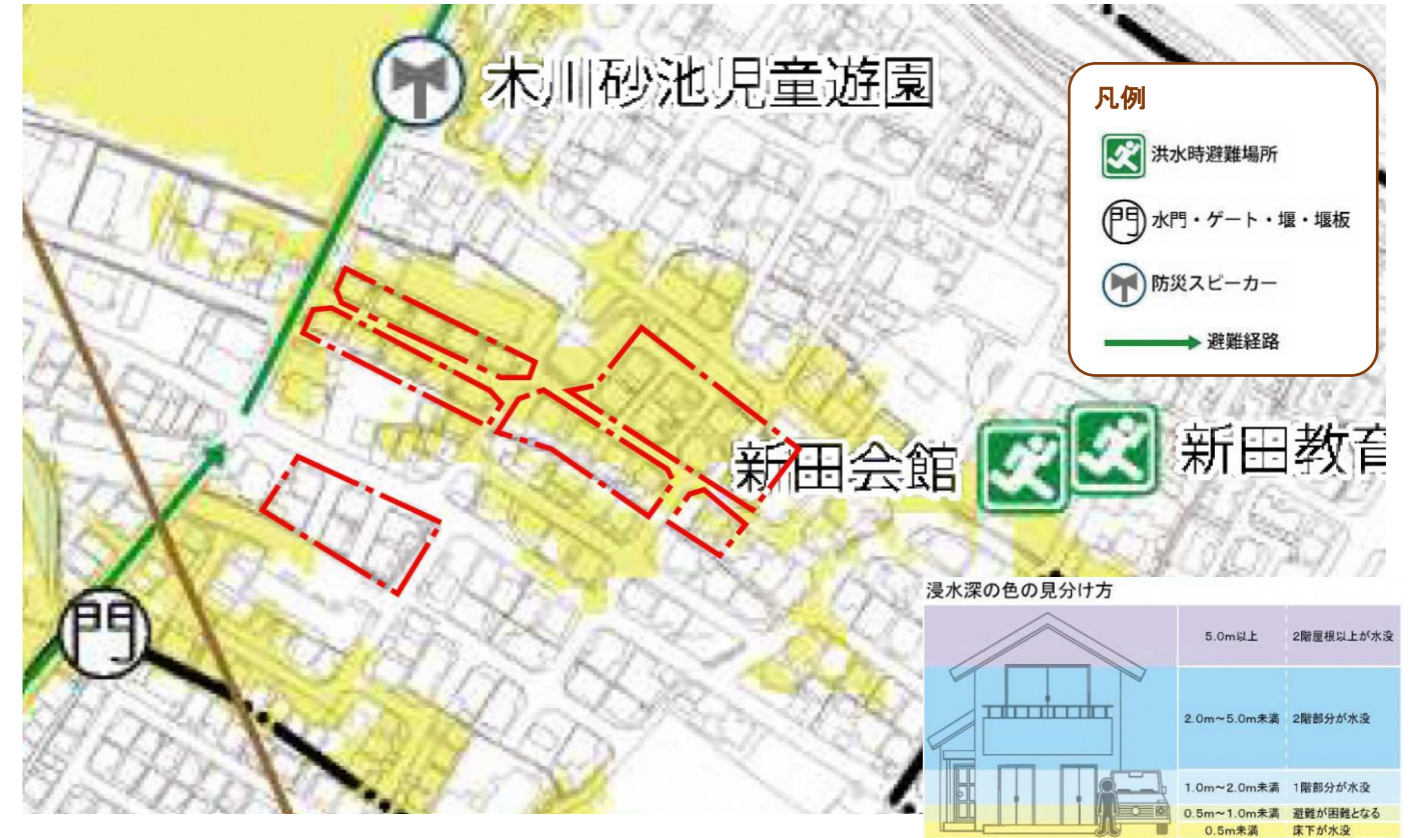 木川砂池児童遊園
凡例
洪水時避難場所
門 水門・ゲート・堰・堰板
防災スピーカー
避難経路
新田会館
新田教育
門
浸水深の色の見分け方
5.0m以上 2階屋根以上が水没
2.0m~5.0m未満 2階部分が水没
1.0m~2.0m未満 1階部分が水没
0.5m~1.0m未満 避難が困難となる
0.5m未満 床下が水没